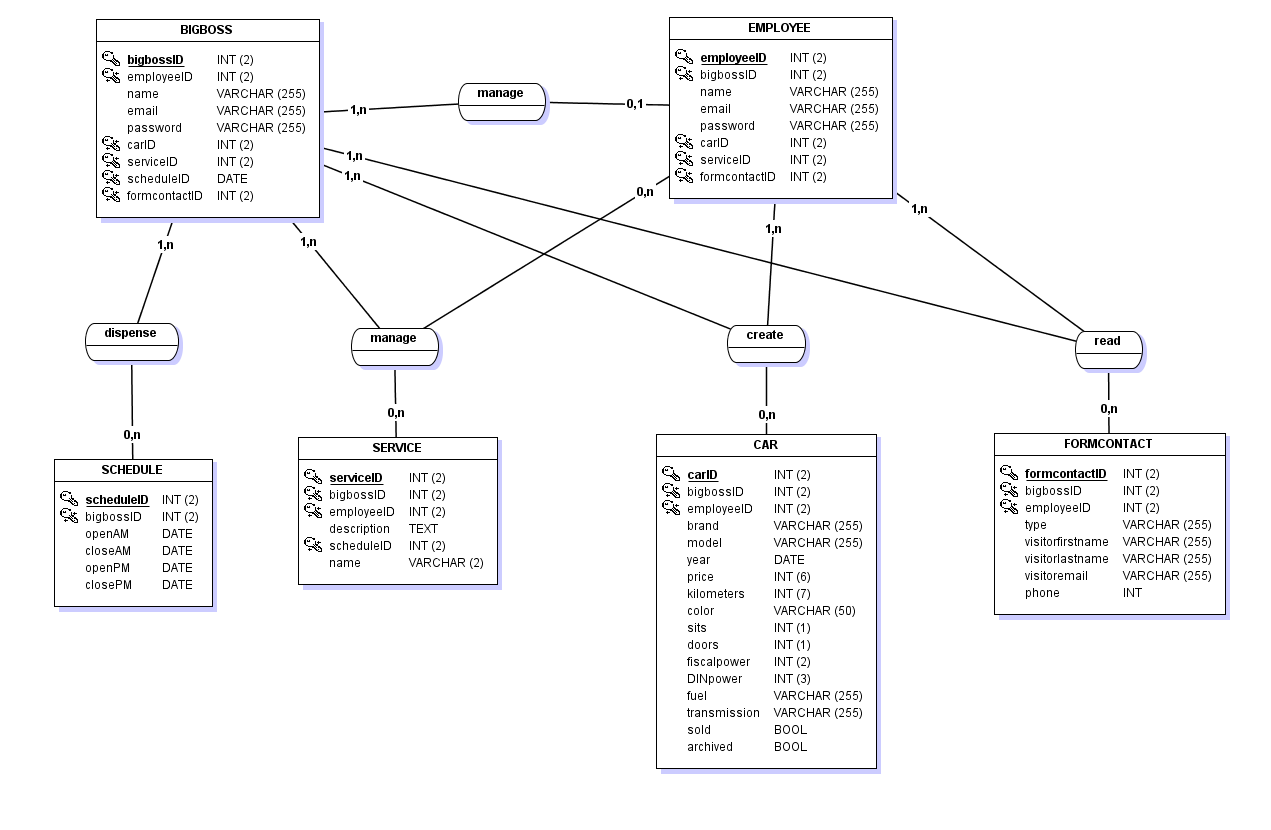 BIGBOSS
bigbossID INT (2)
employeeID INT (2)
name VARCHAR (255)
email VARCHAR (255)
password VARCHAR (255)
carID INT (2)
serviceID INT (2)
scheduleID DATE
formcontactID INT (2)
EMPLOYEE
employeeID INT (2)
bigbossID INT (2)
name VARCHAR (255)
email VARCHAR (255)
password VARCHAR (255)
carID INT (2)
serviceID INT (2)
formcontactID INT (2)
1,n
manage
0,1
1,n
1,n
0,n
1,n
1,n
1,n
1,n
dispense
manage
create
read
0,n
0,n
0,n
0,n
SCHEDULE
scheduleID INT (2)
bigbossID INT (2)
openAM DATE
closeAM DATE
openPM DATE
closePM DATE
SERVICE
serviceID INT (2)
bigbossID INT (2)
employeeID INT (2)
description TEXT
scheduleID INT (2)
name VARCHAR (2)
CAR
carID INT (2)
bigbossID INT (2)
employeeID INT (2)
brand VARCHAR (255)
model VARCHAR (255)
year DATE
price INT (6)
kilometers INT (7)
color VARCHAR (50)
sits INT (1)
doors INT (1)
fiscalpower INT (2)
DINpower INT (3)
fuel VARCHAR (255)
transmission VARCHAR (255)
sold BOOL
archived BOOL
FORMCONTACT
formcontactID INT (2)
bigbossID INT (2)
employeeID INT (2)
type VARCHAR (255)
visitorfirstname VARCHAR (255)
visitorlastname VARCHAR (255)
visitoremail VARCHAR (255)
phone INT